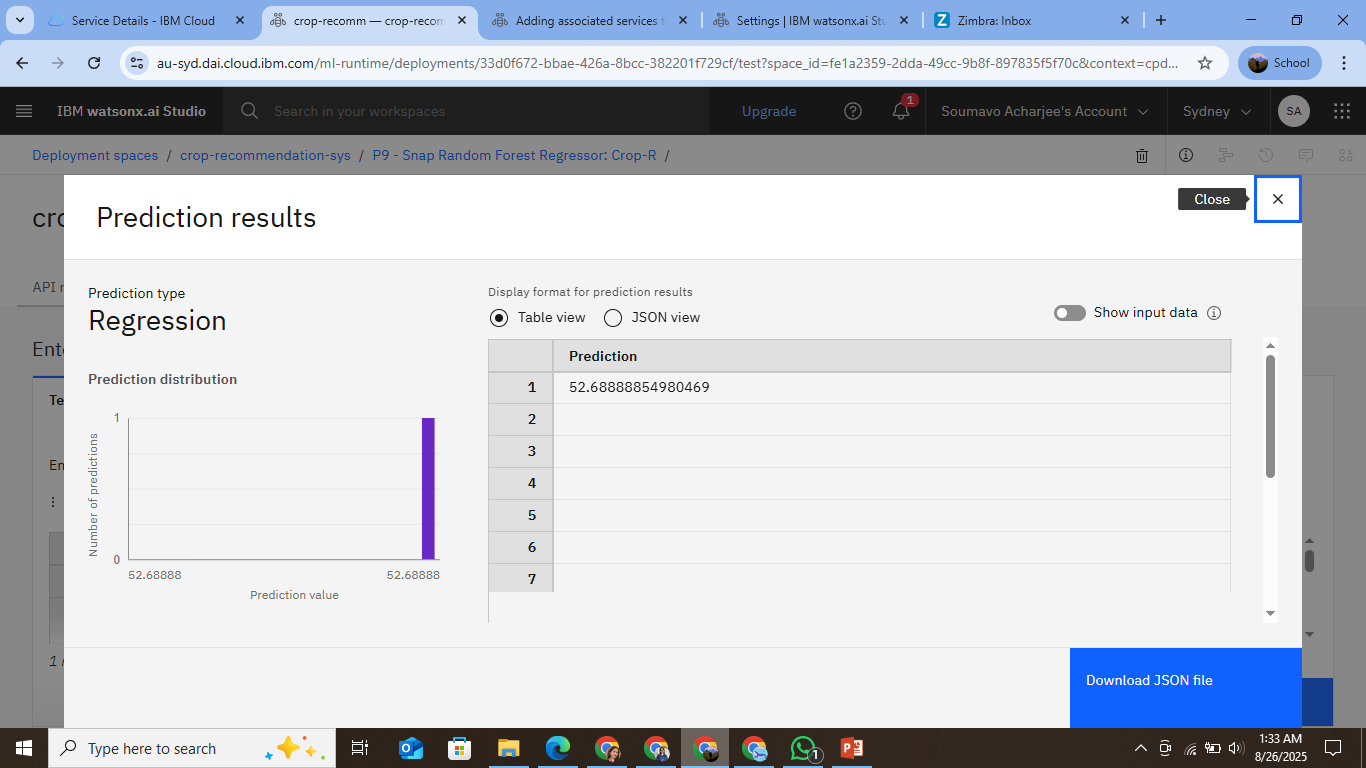 Service Details - IBM Cloud
crop-recomm — crop-recom
Adding associated services t
Settings | IBM watsonx.ai Stu
Zimbra: Inbox
au-syd.dai.cloud.ibm.com/ml-runtime/deployments/33d0f672-bbae-426a-8bcc-382201f729cf/test?space_id=fe1a2359-2dda-49cc-9b8f-897835f5f70c&context=cpd...
School
IBM watsonx.ai Studio
Search in your workspaces
Upgrade
1
Soumavo Acharjee's Account
Sydney
SA
Deployment spaces / crop-recommendation-sys / P9 - Snap Random Forest Regressor: Crop-R /
cro
Prediction results
Close
API r
Prediction type
Regression
Display format for prediction results
Table view
JSON view
Show input data
Ent
Te
En
Prediction distribution
1
0
Number of predictions
52.68888
52.68888
Prediction value
Prediction
1 52.68888854980469
2
3
4
5
6
7
1
Download JSON file
Type here to search
1
1:33 AM
8/26/2025